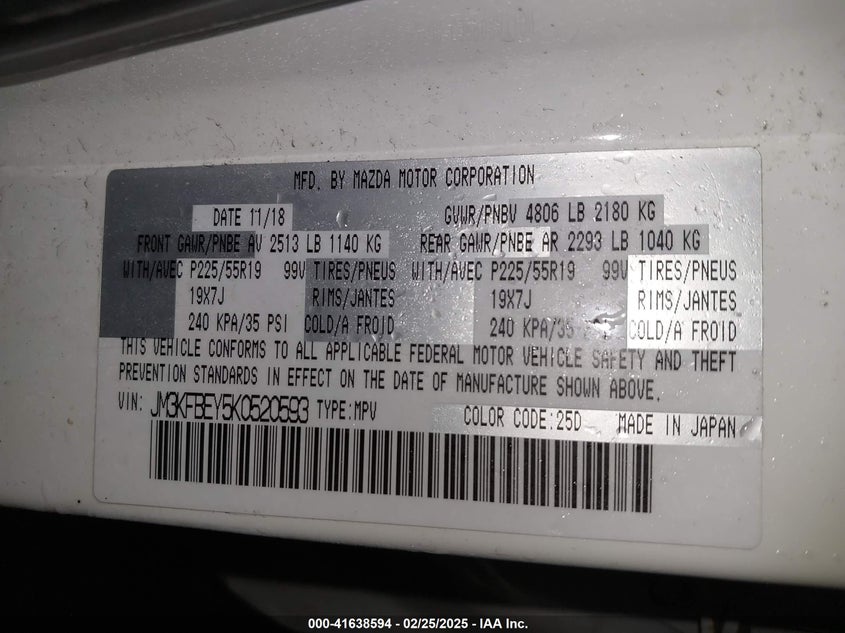 MFD. BY MAZDA MOTOR CORPORATION
DATE 11/18 GVWR/PNBV 4806 LB 2180 KG
FRONT GAWR/PNBE AV 2513 LB 1140 KG REAR GAWR/PNBE AR 2293 LB 1040 KG
WITH/AVEC P225/55R19 99V TIRES/PNEUS WITH/AVEC P225/55R19 99V TIRES/PNEUS
19X7J RIMS/JANTES 19X7J RIMS/JANTES
240 KPA/35 PSI COLD/A FROID 240 KPA/35 PSI COLD/A FROID
THIS VEHICLE CONFORMS TO ALL APPLICABLE FEDERAL MOTOR VEHICLE SAFETY AND THEFT
PREVENTION STANDARDS IN EFFECT ON THE DATE OF MANUFACTURE SHOWN ABOVE.
VIN: JM3KFBEY5K0520593 TYPE:MPV COLOR CODE:25D MADE IN JAPAN
000-41638594 - 02/25/2025 - IAA Inc.